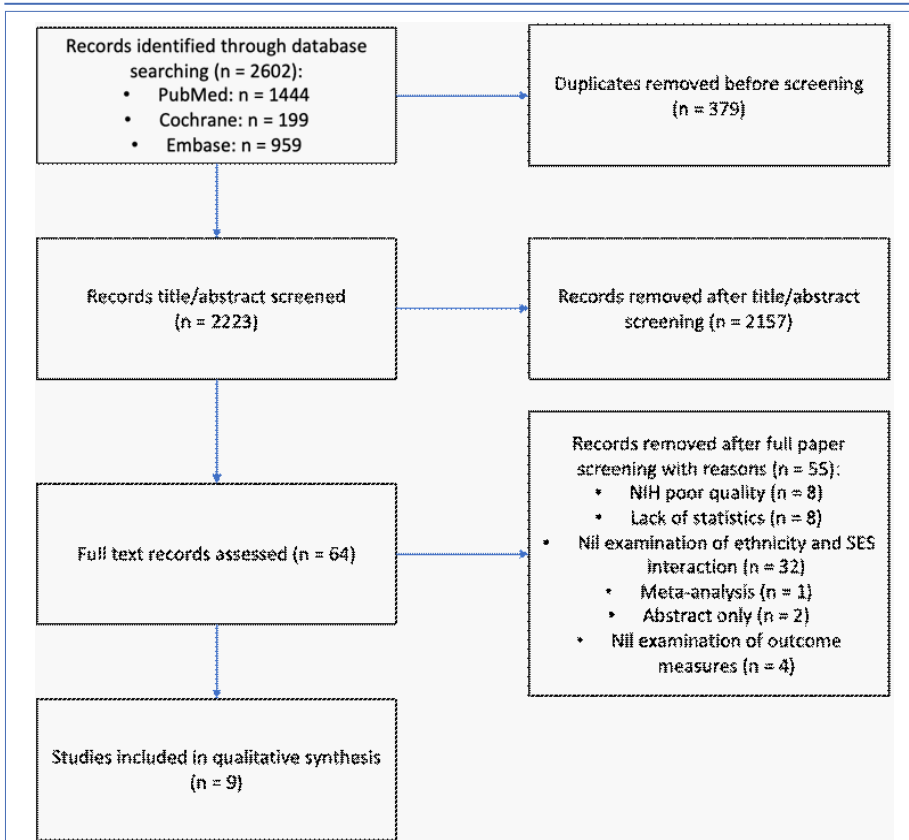 Records identified through database
searching (n = 2602):
• PubMed: n = 1444
• Cochrane: n = 199
• Embase: n = 959
Duplicates removed before screening
(n = 379)
Records title/abstract screened
(n = 2223)
Records removed after title/abstract
screening (n = 2157)
Full text records assessed (n = 64)
Records removed after full paper
screening with reasons (n = 55):
• NIH poor quality (n = 8)
• Lack of statistics (n = 8)
• Nil examination of ethnicity and SES
interaction (n = 32)
• Meta-analysis (n = 1)
• Abstract only (n = 2)
• Nil examination of outcome
measures (n = 4)
Studies included in qualitative synthesis
(n = 9)